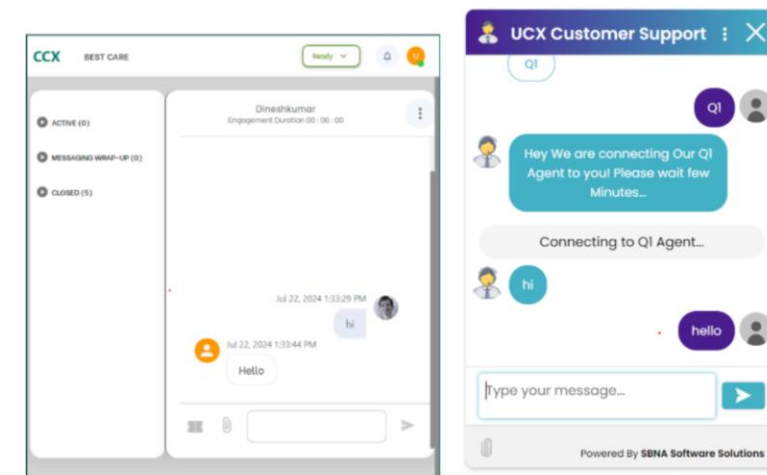 CCX
BEST CARE
Ready
U
ACTIVE (0)
MESSAGING WRAP-UP (0)
CLOSED (5)
Dineshkumar
Engagement Duration 00 : 00 : 00
Jul 22, 2024 1:33:29 PM
hi
Jul 22, 2024 1:33:44 PM
Hello
UCX Customer Support
Q1
Q1
Hey We are connecting Our Q1
Agent to you! Please wait few
Minutes...
Connecting to Q1 Agent...
hi
hello
Type your message...
Powered By SBNA Software Solutions